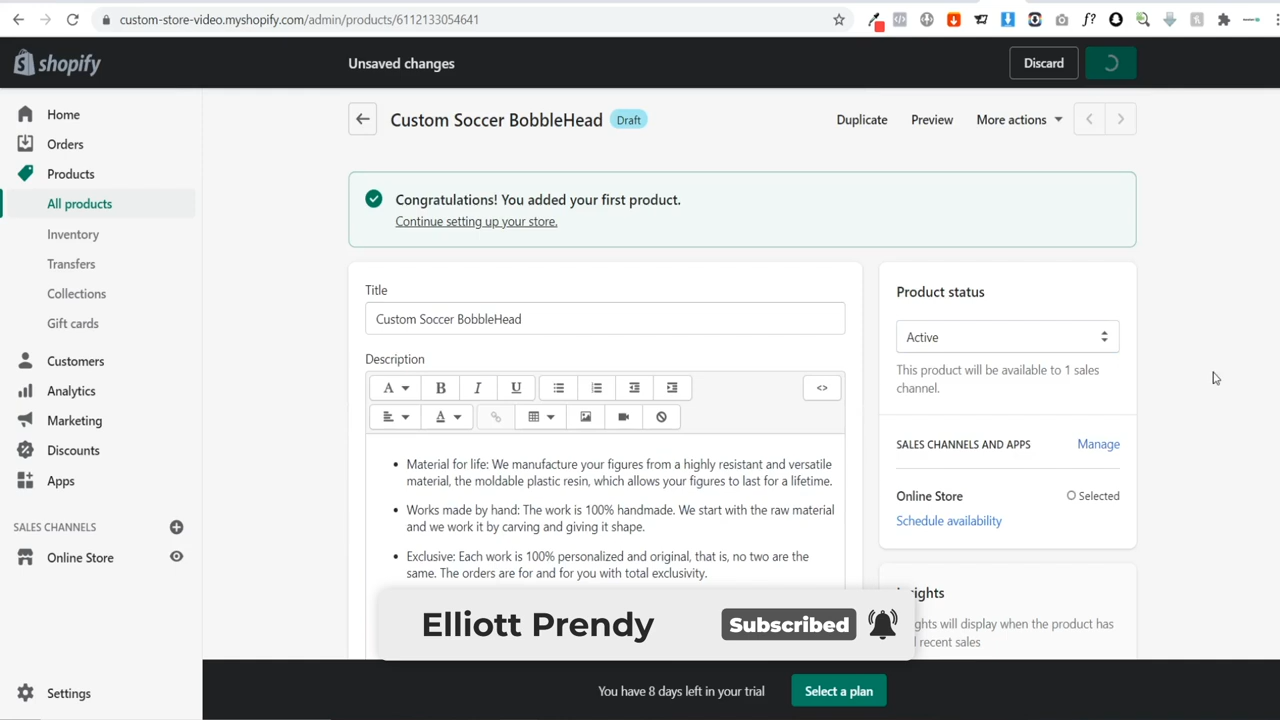 custom-store-video.myshopify.com/admin/products/6112133054641
shopify
Unsaved changes
Discard
Home
Orders
Products
All products
Inventory
Transfers
Collections
Gift cards
Customers
Analytics
Marketing
Discounts
Apps
SALES CHANNELS
Online Store
Settings
Custom Soccer BobbleHead
Draft
Duplicate
Preview
More actions
Congratulations! You added your first product.
Continue setting up your store.
Title
Custom Soccer BobbleHead
Description
A
B
I
U
<>
A
• Material for life: We manufacture your figures from a highly resistant and versatile
material, the moldable plastic resin, which allows your figures to last for a lifetime.
• Works made by hand: The work is 100% handmade. We start with the raw material
and we work it by carving and giving it shape.
• Exclusive: Each work is 100% personalized and original, that is, no two are the
same. The orders are for and for you with total exclusivity.
Product status
Active
This product will be available to 1 sales
channel.
SALES CHANNELS AND APPS
Manage
Online Store
Selected
Schedule availability
Elliott Prendy
Subscribed
ights will display when the product has
recent sales
You have 8 days left in your trial
Select a plan